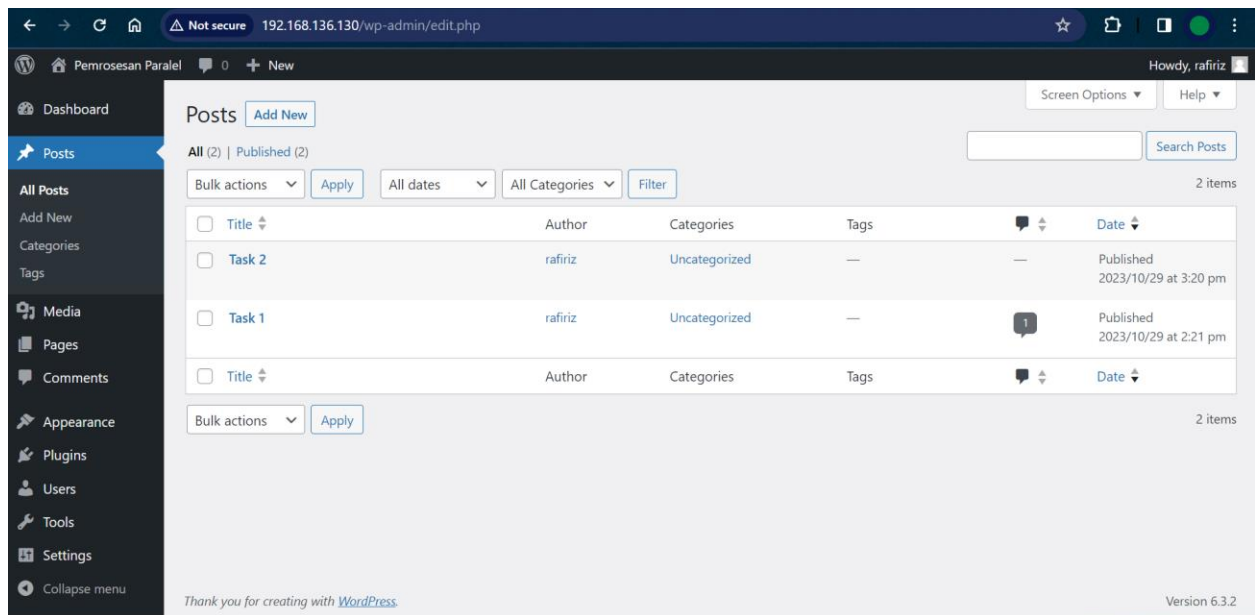 Not secure 192.168.136.130/wp-admin/edit.php
Pemrosesan Paralel 0 + New Howdy, rafiriz
Screen Options ▼ Help ▼
Dashboard
Posts
All Posts
Add New
Categories
Tags
Media
Pages
Comments
Appearance
Plugins
Users
Tools
Settings
Collapse menu
Posts Add New
All (2) | Published (2)
Search Posts
Bulk actions Apply All dates All Categories Filter 2 items
Title Author Categories Tags Date
Task 2 rafiriz Uncategorized — — Published
2023/10/29 at 3:20 pm
Task 1 rafiriz Uncategorized — 1 Published
2023/10/29 at 2:21 pm
Title Author Categories Tags Date
Bulk actions Apply 2 items
Thank you for creating with WordPress. Version 6.3.2